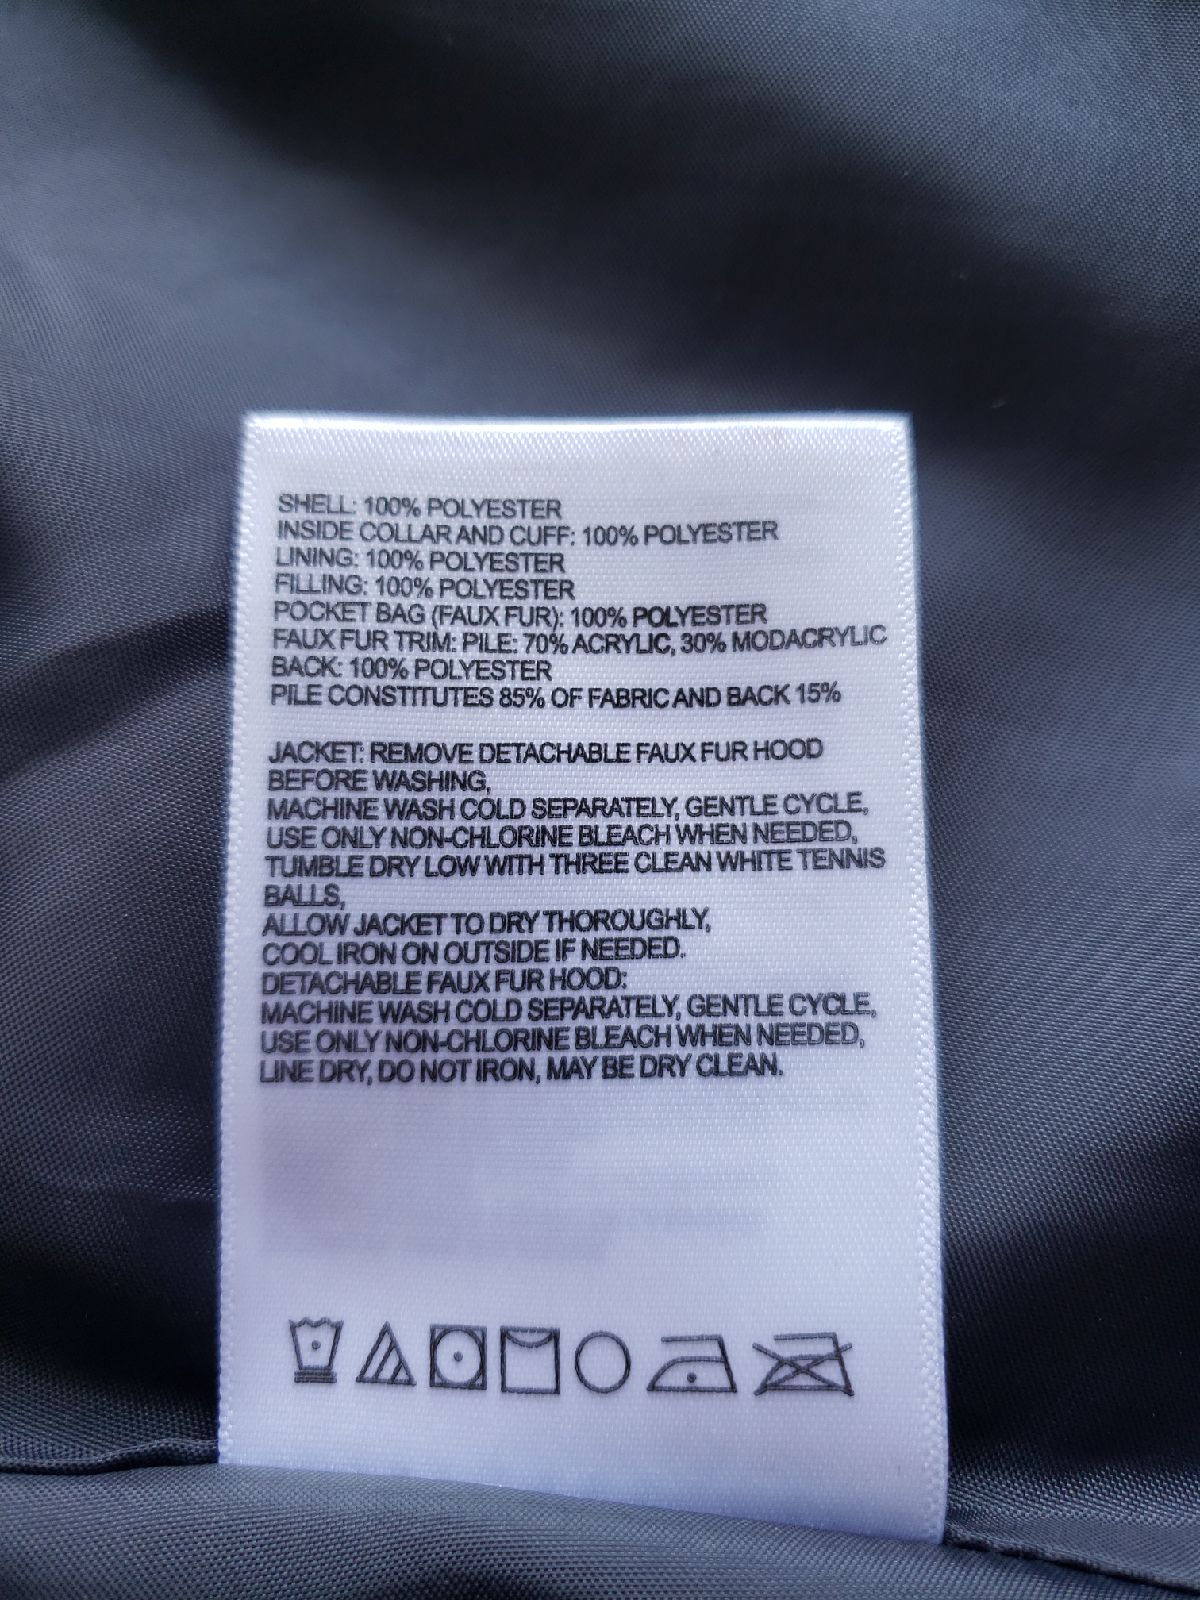 SHELL: 100% POLYESTER
INSIDE COLLAR AND CUFF: 100% POLYESTER
LINING: 100% POLYESTER
FILLING: 100% POLYESTER
POCKET BAG (FAUX FUR): 100% POLYESTER
FAUX FUR TRIM: PILE: 70% ACRYLIC, 30% MODACRYLIC
BACK: 100% POLYESTER
PILE CONSTITUTES 85% OF FABRIC AND BACK 15%
JACKET: REMOVE DETACHABLE FAUX FUR HOOD
BEFORE WASHING,
MACHINE WASH COLD SEPARATELY, GENTLE CYCLE,
USE ONLY NON-CHLORINE BLEACH WHEN NEEDED,
TUMBLE DRY LOW WITH THREE CLEAN WHITE TENNIS
BALLS,
ALLOW JACKET TO DRY THOROUGHLY,
COOL IRON ON OUTSIDE IF NEEDED.
DETACHABLE FAUX FUR HOOD:
MACHINE WASH COLD SEPARATELY, GENTLE CYCLE,
USE ONLY NON-CHLORINE BLEACH WHEN NEEDED,
LINE DRY, DO NOT IRON, MAY BE DRY CLEAN.